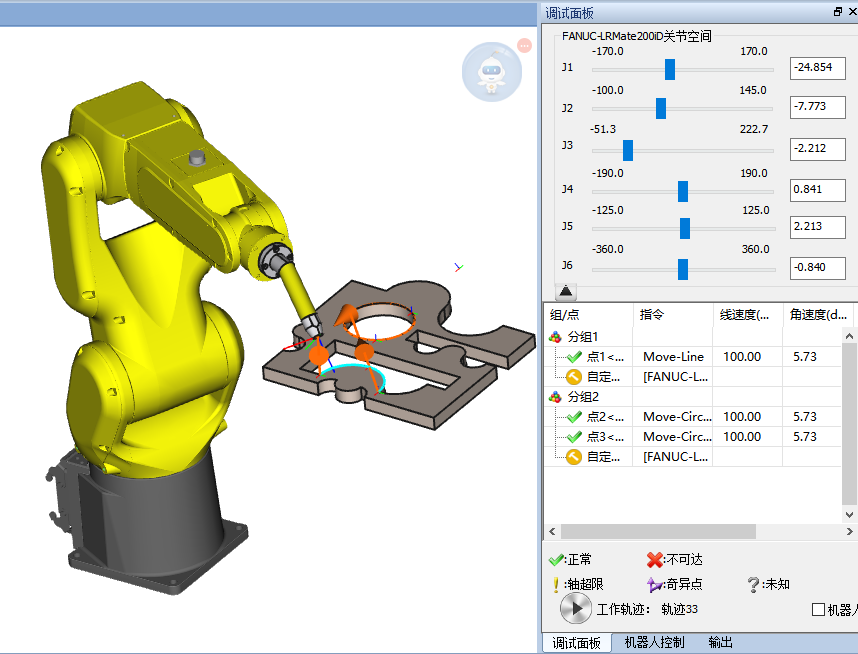 调试面板
FANUC-LRMate200iD关节空间
-170.0 170.0
J1 -24.854
-100.0 145.0
J2 -7.773
-51.3 222.7
J3 -2.212
-190.0 190.0
J4 0.841
-125.0 125.0
J5 2.213
-360.0 360.0
J6 -0.840
组/点 指令 线速度(... 角速度(d...
分组1
点1<... Move-Line 100.00 5.73
自定... [FANUC-L...
分组2
点2<... Move-Circ... 100.00 5.73
点3<... Move-Circ... 100.00 5.73
自定... [FANUC-L...
:正常 :不可达
:轴超限 :奇异点 :未知
工作轨迹： 轨迹33 机器人
调试面板 机器人控制 输出